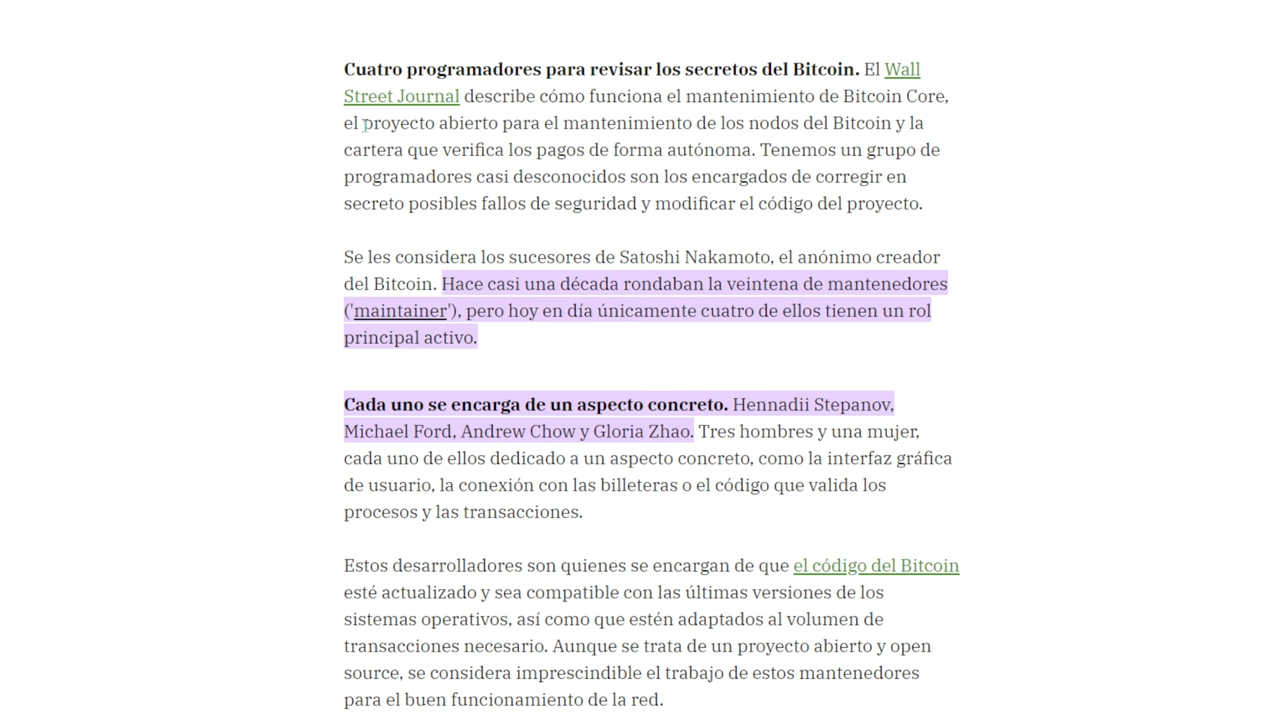 Cuatro programadores para revisar los secretos del Bitcoin. El Wall
Street Journal describe cómo funciona el mantenimiento de Bitcoin Core,
el proyecto abierto para el mantenimiento de los nodos del Bitcoin y la
cartera que verifica los pagos de forma autónoma. Tenemos un grupo de
programadores casi desconocidos son los encargados de corregir en
secreto posibles fallos de seguridad y modificar el código del proyecto.
Se les considera los sucesores de Satoshi Nakamoto, el anónimo creador
del Bitcoin. Hace casi una década rondaban la veintena de mantenedores
('maintainer'), pero hoy en día únicamente cuatro de ellos tienen un rol
principal activo.
Cada uno se encarga de un aspecto concreto. Hennadii Stepanov,
Michael Ford, Andrew Chow y Gloria Zhao. Tres hombres y una mujer,
cada uno de ellos dedicado a un aspecto concreto, como la interfaz gráfica
de usuario, la conexión con las billeteras o el código que valida los
procesos y las transacciones.
Estos desarrolladores son quienes se encargan de que el código del Bitcoin
esté actualizado y sea compatible con las últimas versiones de los
sistemas operativos, así como que estén adaptados al volumen de
transacciones necesario. Aunque se trata de un proyecto abierto y open
source, se considera imprescindible el trabajo de estos mantenedores
para el buen funcionamiento de la red.